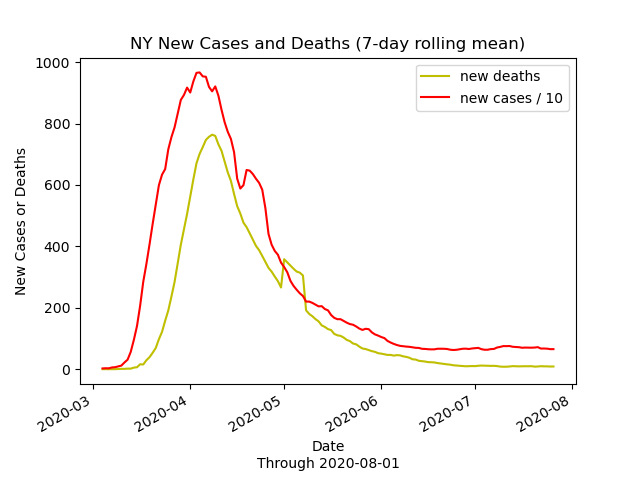 NY New Cases and Deaths (7-day rolling mean)
new deaths
new cases / 10
New Cases or Deaths
1000
800
600
400
200
0
2020-03
2020-04
2020-05
2020-06
2020-07
2020-08
Date
Through 2020-08-01